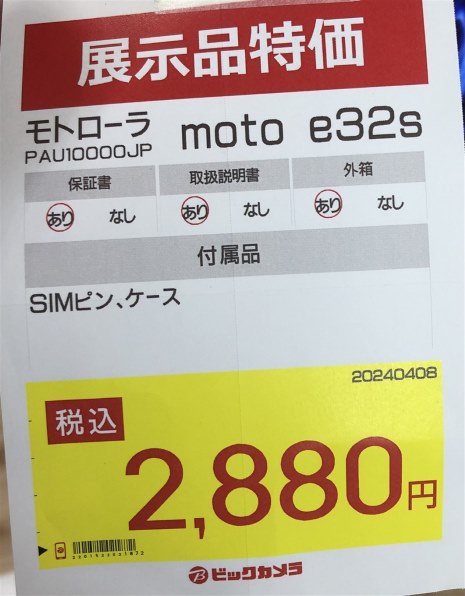 展示品特価
モトローラ moto e32s
PAU10000JP
保証書 取扱説明書 外箱
あり なし あり なし あり なし
付属品
SIMピン、ケース
20240408
税込
2,880円
ビックカメラ